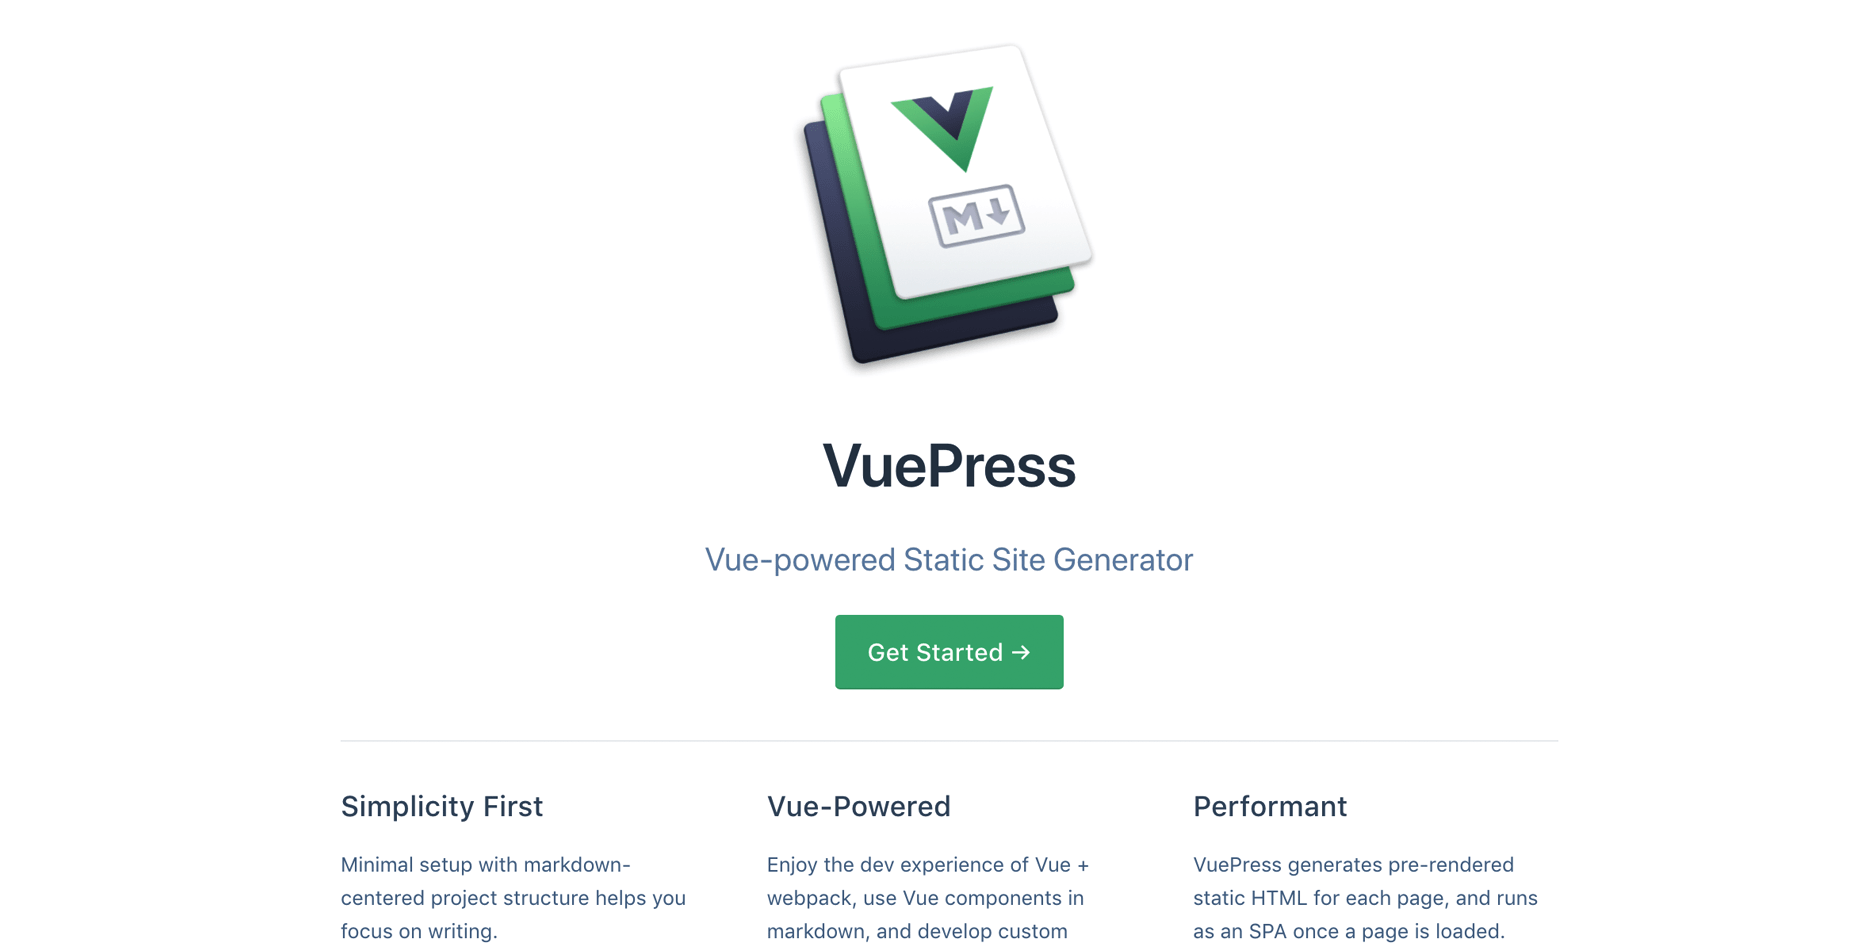 M↓
VuePress
Vue-powered Static Site Generator
Get Started →
Simplicity First
Minimal setup with markdown-
centered project structure helps you
focus on writing.
Vue-Powered
Enjoy the dev experience of Vue +
webpack, use Vue components in
markdown, and develop custom
Performant
VuePress generates pre-rendered
static HTML for each page, and runs
as an SPA once a page is loaded.